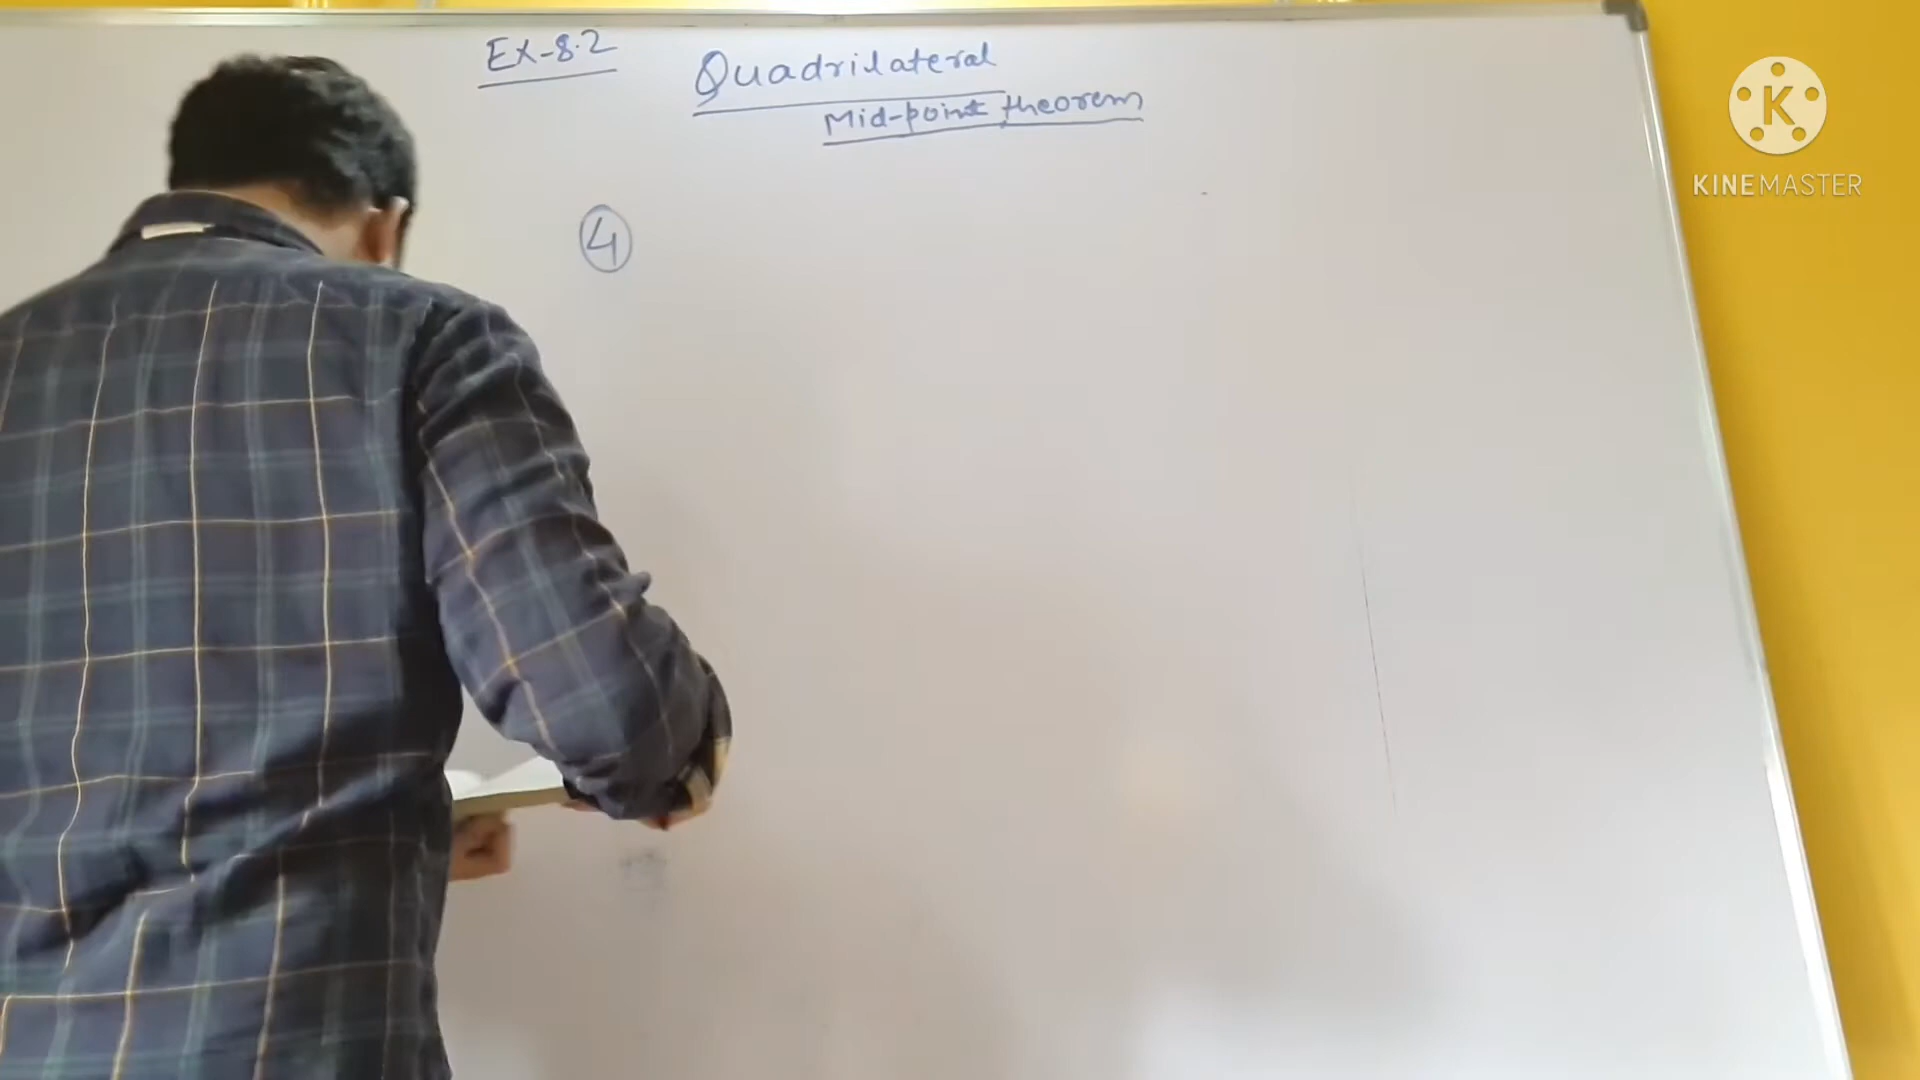 Ex-8.2
Quadrilateral
Mid-point theorem
4
K
KINEMASTER